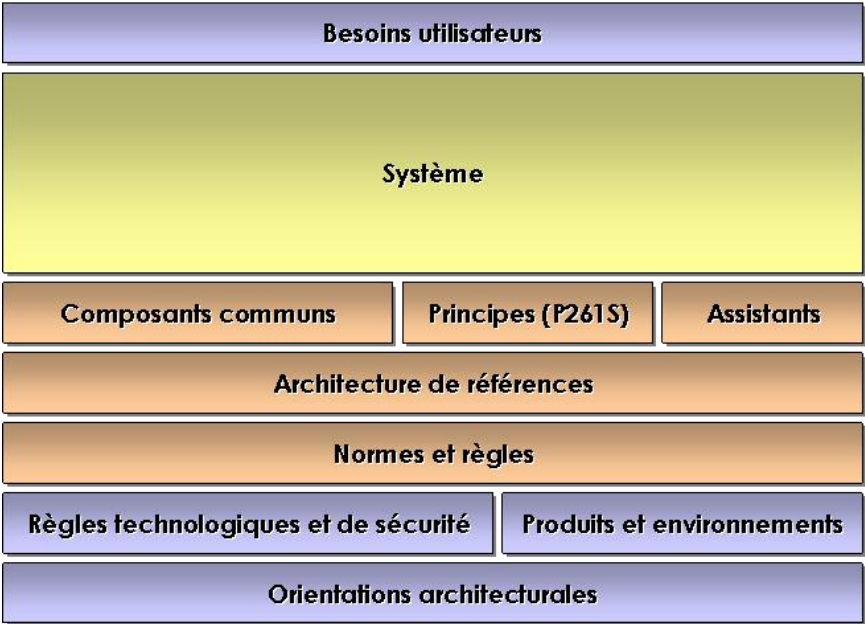 Besoins utilisateurs
Système
Composants communs
Principes (P261S)
Assistants
Architecture de références
Normes et règles
Règles technologiques et de sécurité
Produits et environnements
Orientations architecturales